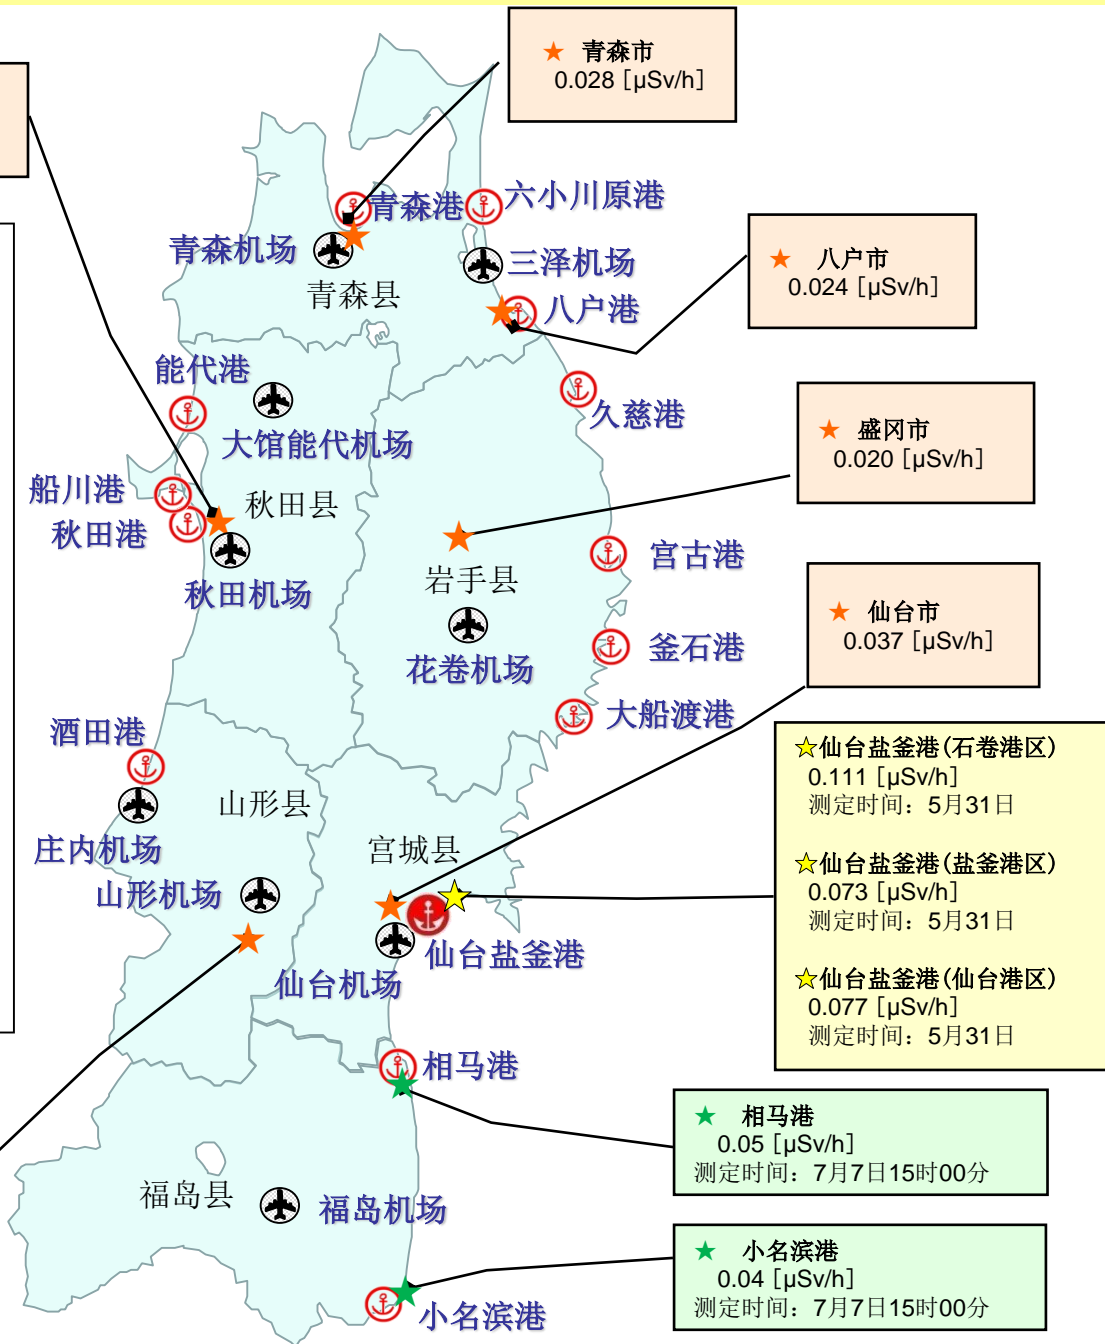 ★ 青森市
0.028 [μSv/h]
青森港
六小川原港
青森机场
三泽机场
青森县
八户港
★ 八户市
0.024 [μSv/h]
能代港
大馆能代机场
久慈港
★ 盛冈市
0.020 [μSv/h]
船川港
秋田县
秋田港
宫古港
秋田机场
岩手县
★ 仙台市
0.037 [μSv/h]
花卷机场
釜石港
大船渡港
酒田港
☆仙台盐釜港(石卷港区)
0.111 [μSv/h]
测定时间：5月31日
☆仙台盐釜港(盐釜港区)
0.073 [μSv/h]
测定时间：5月31日
☆仙台盐釜港(仙台港区)
0.077 [μSv/h]
测定时间：5月31日
山形县
庄内机场
宫城县
山形机场
仙台盐釜港
仙台机场
相马港
★ 相马港
0.05 [μSv/h]
测定时间：7月7日15时00分
福岛县
福岛机场
★ 小名滨港
0.04 [μSv/h]
测定时间：7月7日15时00分
小名滨港